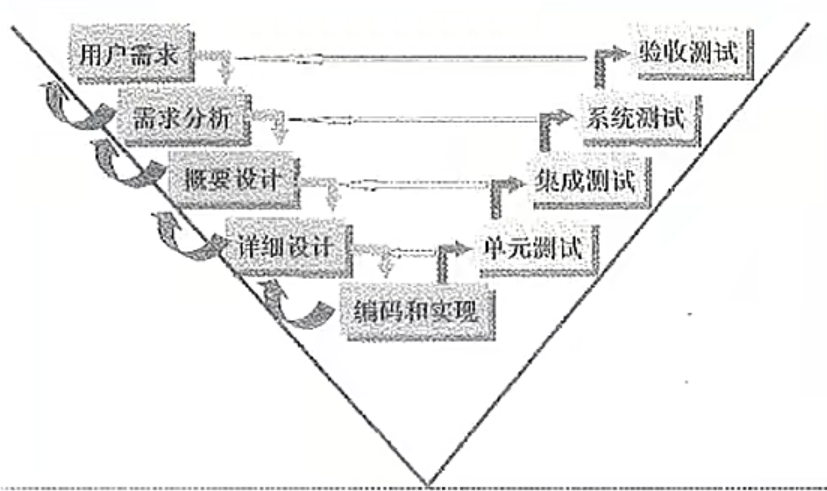 用户需求
验收测试
需求分析
系统测试
概要设计
集成测试
详细设计
单元测试
编码和实现